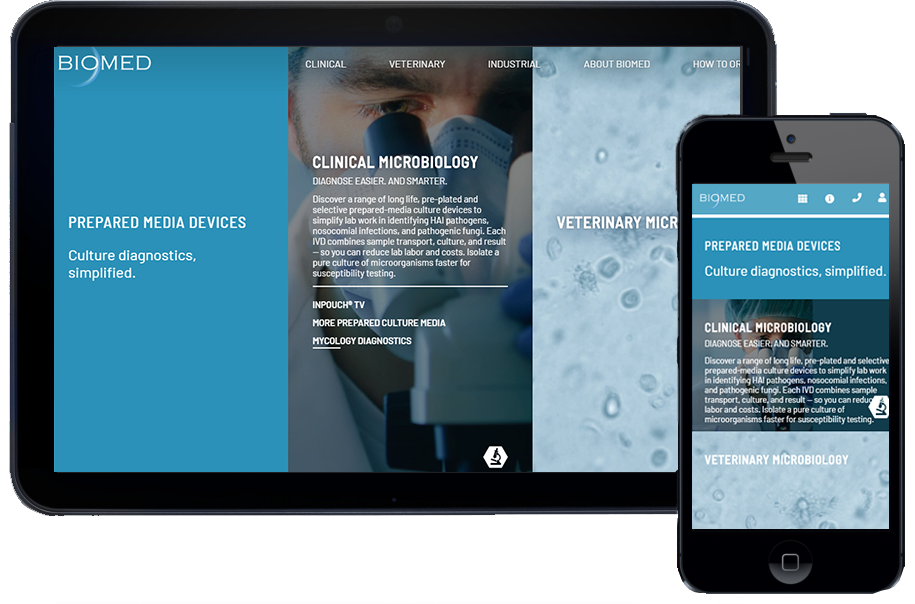 BIOMED
CLINICAL
VETERINARY
INDUSTRIAL
ABOUT BIOMED
HOW TO OR
PREPARED MEDIA DEVICES
Culture diagnostics,
simplified.
CLINICAL MICROBIOLOGY
DIAGNOSE EASIER. AND SMARTER.
Discover a range of long life, pre-plated and
selective prepared-media culture devices to
simplify lab work in identifying HAI pathogens,
nosocomial infections, and pathogenic fungi. Each
IVD combines sample transport, culture, and result
– so you can reduce lab labor and costs. Isolate a
pure culture of microorganisms faster for
susceptibility testing.
INPOUCH® TV
MORE PREPARED CULTURE MEDIA
MYCOLOGY DIAGNOSTICS
VETERINARY MICR
BIOMED
PREPARED MEDIA DEVICES
Culture diagnostics, simplified.
CLINICAL MICROBIOLOGY
DIAGNOSE EASIER. AND SMARTER.
Discover a range of long life, pre-plated and selective
prepared-media culture devices to simplify lab work
in identifying HAI pathogens, nosocomial infections,
and pathogenic fungi. Each IVD combines sample
transport, culture, and result – so you can reduc
labor and costs. Isolate a pure culture of
microorganisms faster for susceptibility testing.
VETERINARY MICROBIOLOGY